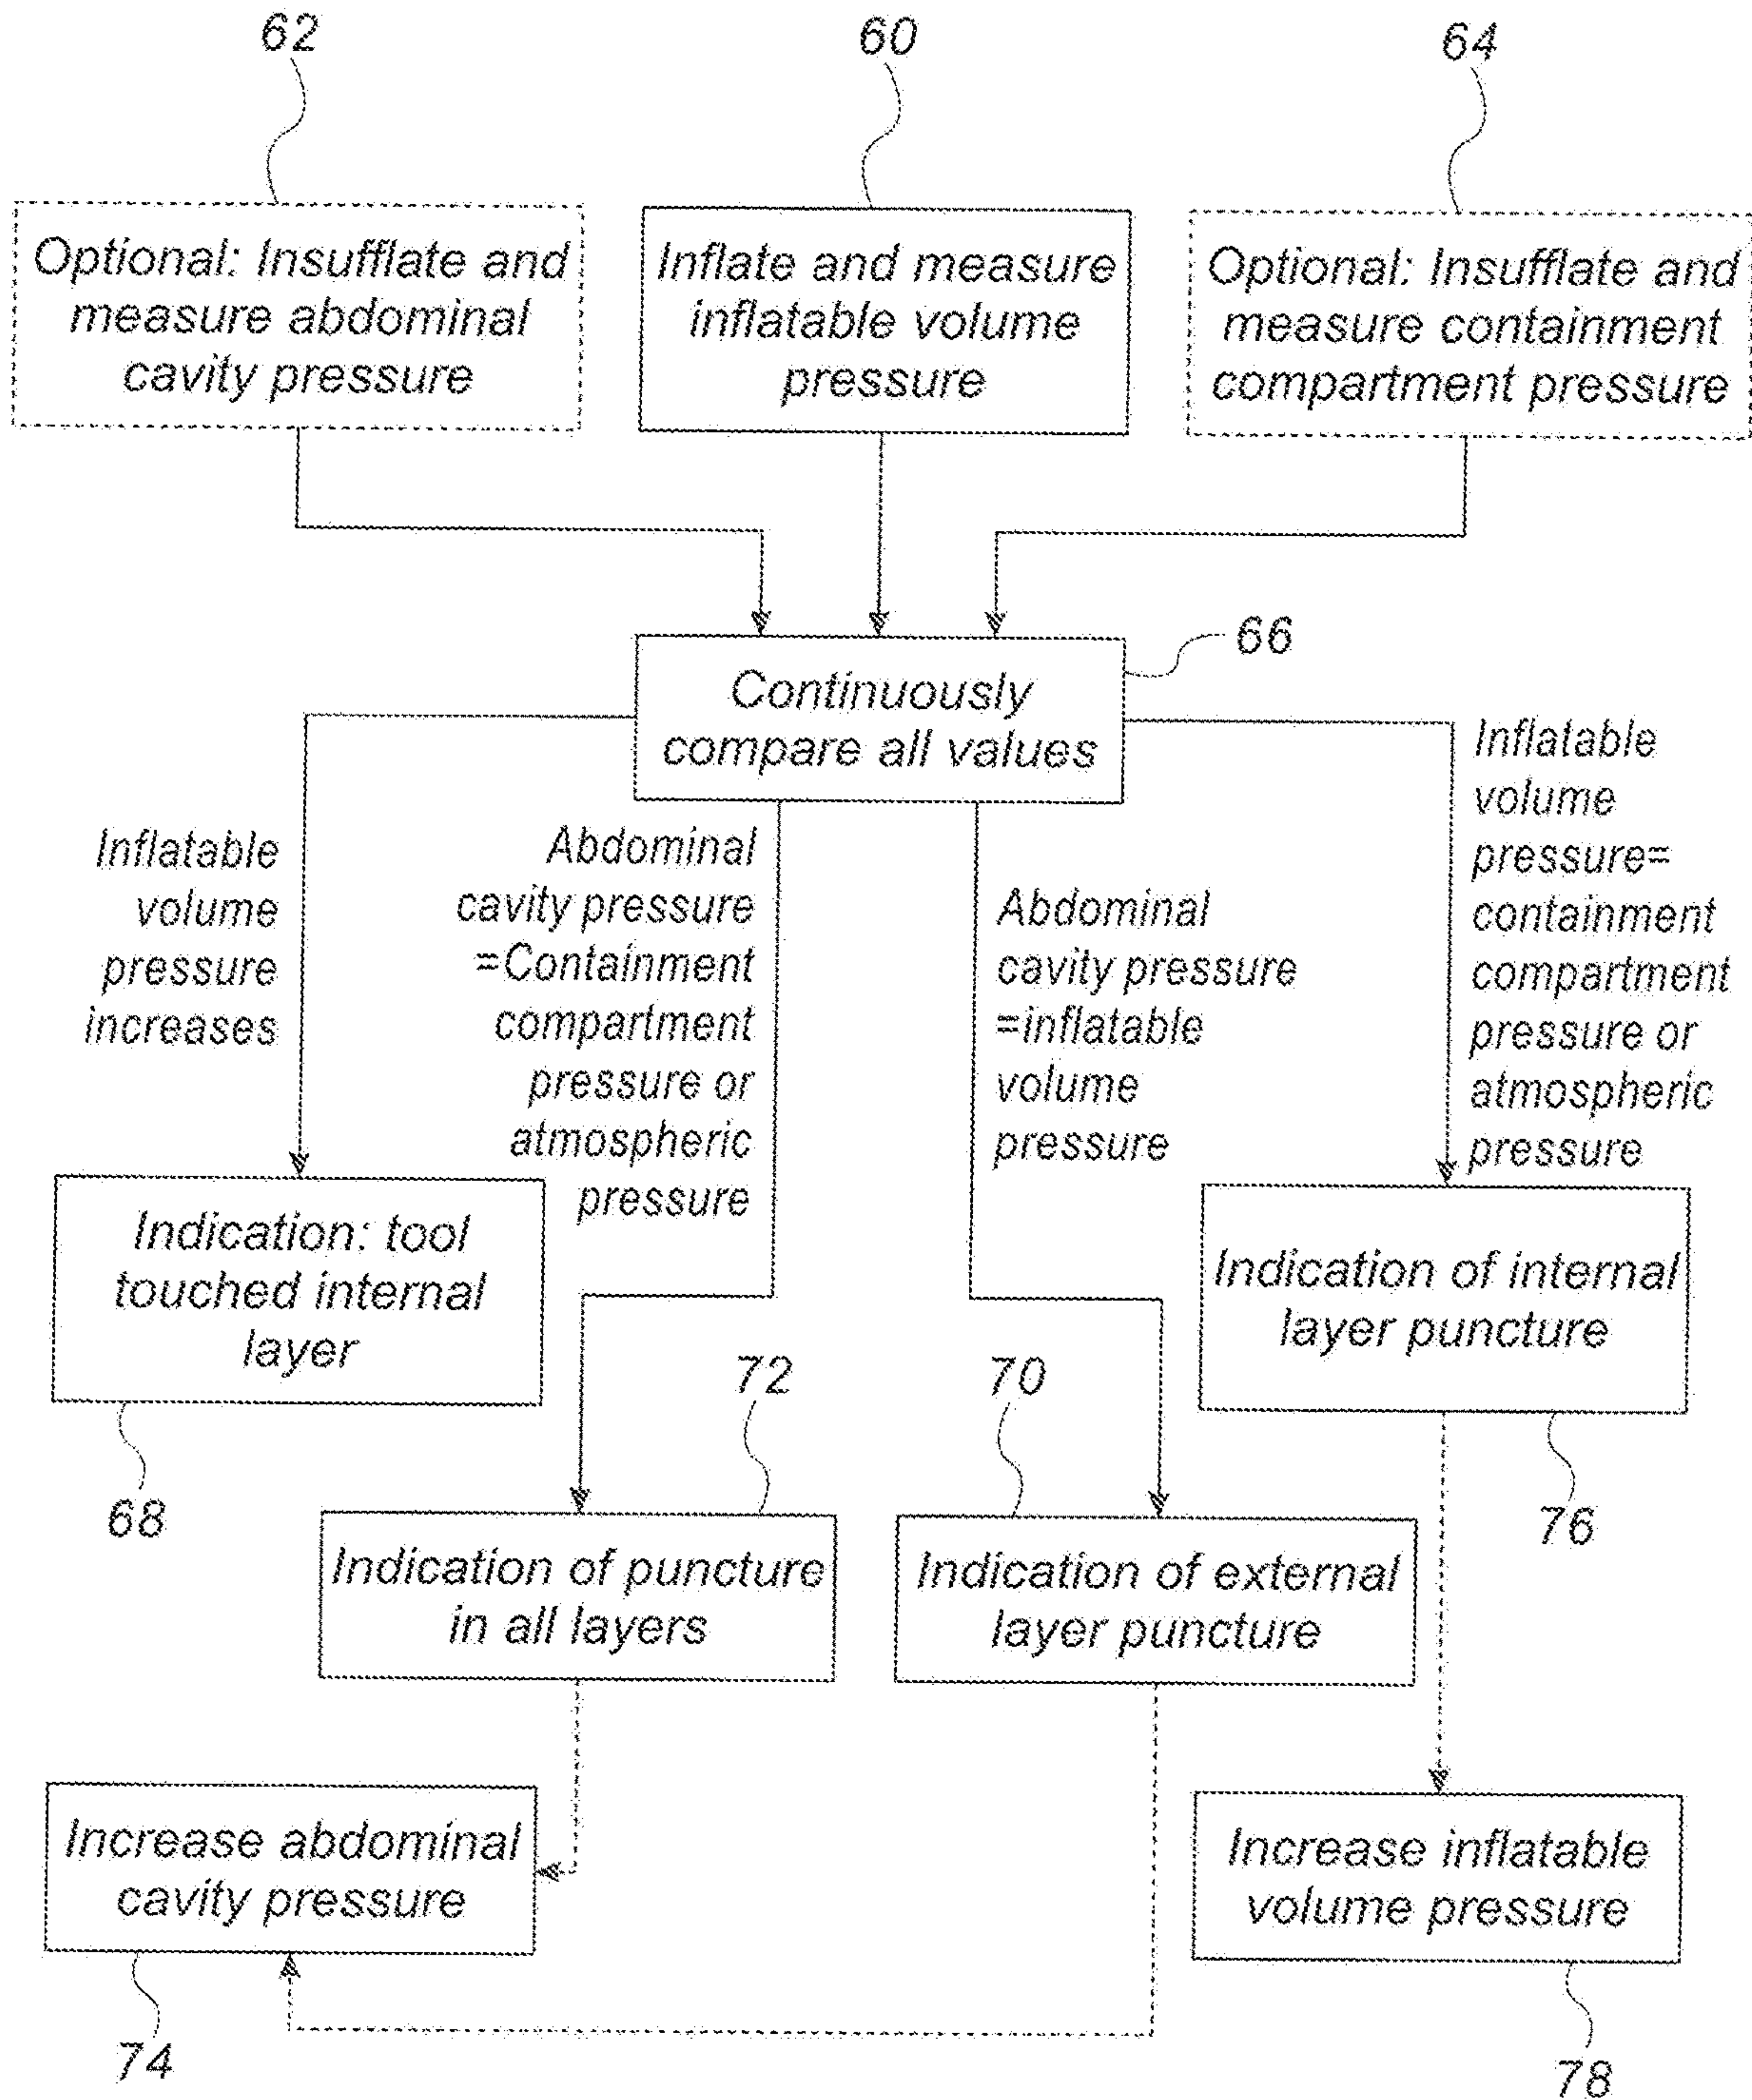 62
60
64
Optional: Insufflate and
measure abdominal
cavity pressure
Inflate and measure
inflatable volume
pressure
Optional: Insufflate and
measure containment
compartment pressure
66
Continuously
compare all values
Inflatable
volume
pressure
increases
Abdominal
cavity pressure
=Containment
compartment
pressure or
atmospheric
pressure
Abdominal
cavity pressure
=inflatable
volume
pressure
Inflatable
volume
pressure=
containment
compartment
pressure or
atmospheric
pressure
Indication: tool
touched internal
layer
Indication of internal
layer puncture
72
70
68
76
Indication of puncture
in all layers
Indication of external
layer puncture
Increase abdominal
cavity pressure
Increase inflatable
volume pressure
74
78